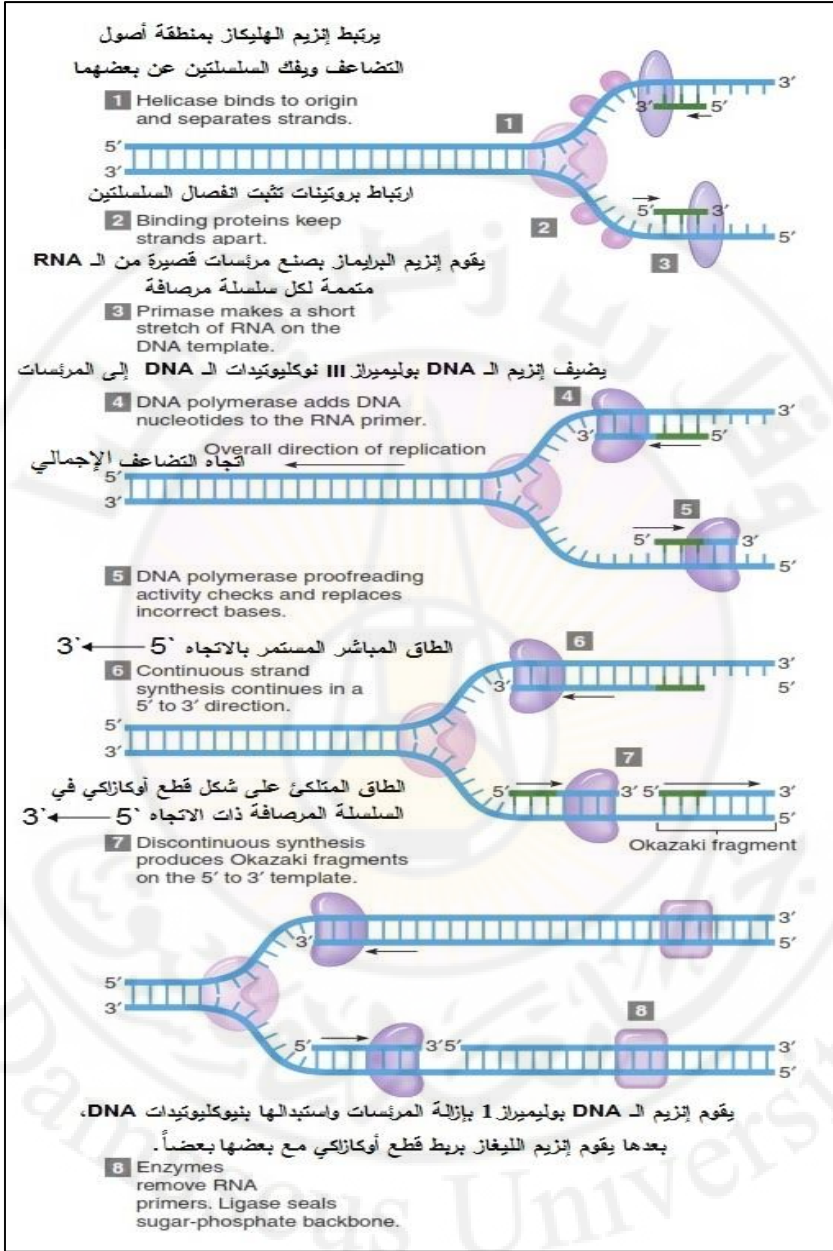 يرتبط إنزيم الهليكاز بمنطقة أصول
التضاعف ويفك السلسلتين عن بعضهما
1 Helicase binds to origin
and separates strands.
1
3′
3′ 5′
5′
3′
ارتباط بروتينات تثبت انفصال السلسلتين
2 Binding proteins keep
strands apart.
2
5′ 3′
5′
3
يقوم إنزيم البرايماز بصنع مرئسات قصيرة من الـ RNA
متممة لكل سلسلة مرصافة
3 Primase makes a short
stretch of RNA on the
DNA template.
يضيف إنزيم الـ DNA بوليميراز III نوكليوتيدات الـ DNA إلى المرئسات
4 DNA polymerase adds DNA
nucleotides to the RNA primer.
4
3′
3′ 5′
Overall direction of replication
اتجاه التضاعف الإجمالي
5′
3′
5
5′ 3′
5′
5 DNA polymerase proofreading
activity checks and replaces
incorrect bases.
الطاق المباشر المستمر بالاتجاه `5 ← `3
6 Continuous strand
synthesis continues in a
5′ to 3′ direction.
6
3′
3′ 5′
5′
3′
7
الطاق المتلكئ على شكل قطع أوكازاكي في
السلسلة المرصافة ذات الاتجاه `5 ← `3
5′ 3′ 5′ 3′
5′
Okazaki fragment
7 Discontinuous synthesis
produces Okazaki fragments
on the 5′ to 3′ template.
3′
3′ 5′
5′
3′
8
5′ 3′5′ 3′
5′
يقوم إنزيم الـ DNA بوليميراز 1 بإزالة المرئسات واستبدالها بنيوكليوتيدات DNA،
بعدها يقوم إنزيم الليغاز بربط قطع أوكازاكي مع بعضها بعضاً.
8 Enzymes
remove RNA
primers. Ligase seals
sugar-phosphate backbone.
Damascus University